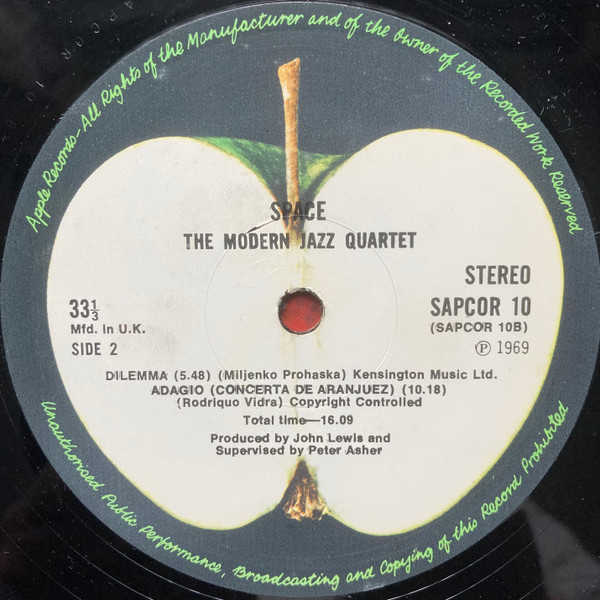 Apple Records—All Rights of the Manufacturer and of the Owner of the Recorded Work Reserved
SPACE
THE MODERN JAZZ QUARTET
STEREO
33⅓
SAPCOR 10
Mfd. In U.K.
(SAPCOR 10B)
SIDE 2
℗ 1969
DILEMMA (5.48) (Miljenko Prohaska) Kensington Music Ltd.
ADAGIO (CONCERTA DE ARANJUEZ) (10.18)
(Rodriquo Vidra) Copyright Controlled
Total time—16.09
Produced by John Lewis and
Supervised by Peter Asher
Unauthorised Public Performance, Broadcasting and Copying of this Record Prohibited